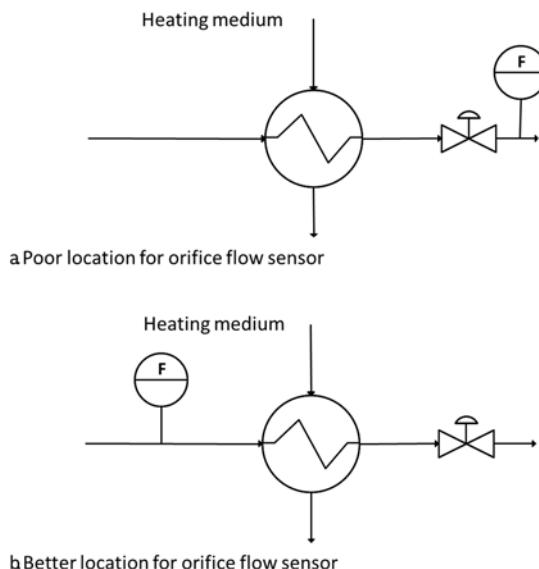 Heating medium
F
a Poor location for orifice flow sensor
Heating medium
F
b Better location for orifice flow sensor